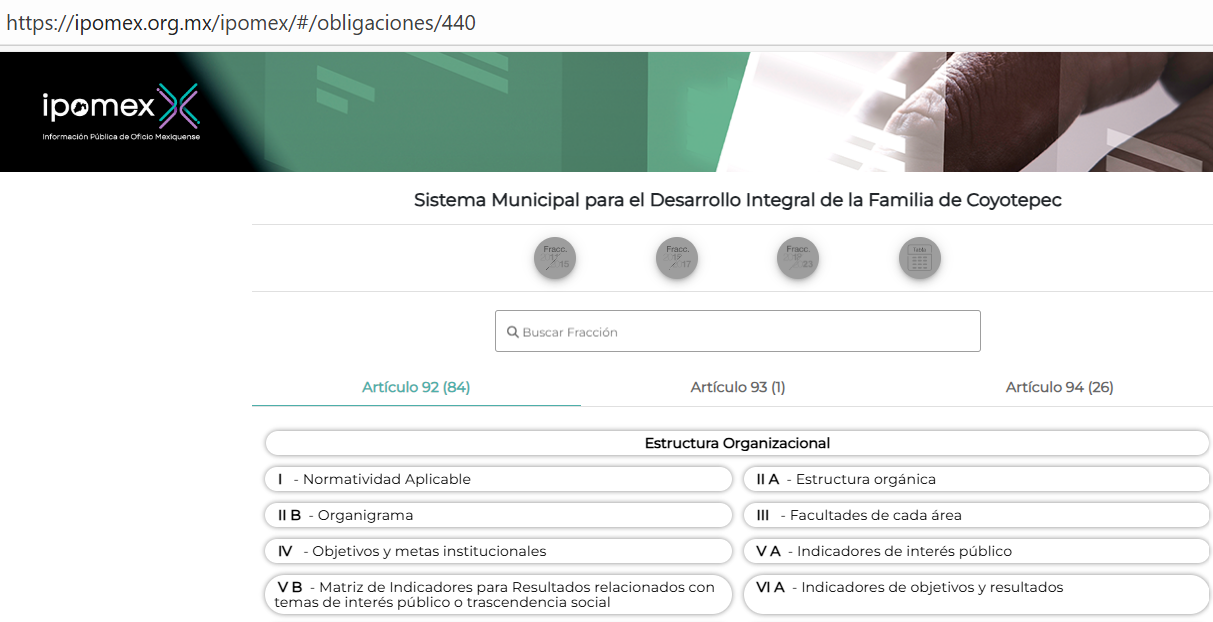 https://ipomex.org.mx/ipomex/#/obligaciones/440
ipomex
Información Pública de Oficio Mexiquense
Sistema Municipal para el Desarrollo Integral de la Familia de Coyotepec
Fracc. Fracc. Fracc. Tabla
15 17 23
Buscar Fracción
Artículo 92 (84) Artículo 93 (1) Artículo 94 (26)
Estructura Organizacional
I - Normatividad Aplicable
II A - Estructura orgánica
II B - Organigrama
III - Facultades de cada área
IV - Objetivos y metas institucionales
V A - Indicadores de interés público
V B - Matriz de Indicadores para Resultados relacionados con
temas de interés público o trascendencia social
VI A - Indicadores de objetivos y resultados